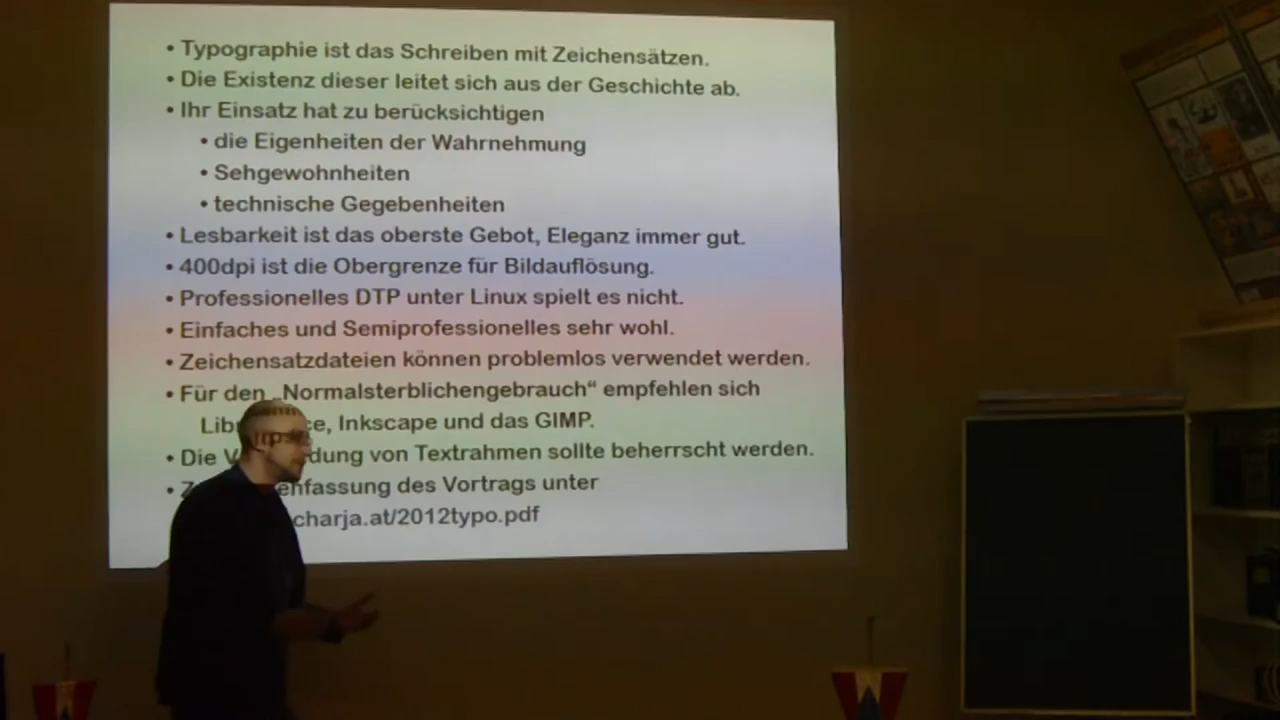 • Typographie ist das Schreiben mit Zeichensätzen.
• Die Existenz dieser leitet sich aus der Geschichte ab.
• Ihr Einsatz hat zu berücksichtigen
• die Eigenheiten der Wahrnehmung
• Sehgewohnheiten
• technische Gegebenheiten
• Lesbarkeit ist das oberste Gebot, Eleganz immer gut.
• 400dpi ist die Obergrenze für Bildauflösung.
• Professionelles DTP unter Linux spielt es nicht.
• Einfaches und Semiprofessionelles sehr wohl.
• Zeichensatzdateien können problemlos verwendet werden.
• Für den „Normalsterblichengebrauch“ empfehlen sich
Inkscape und das GIMP.
• Die von Textrahmen sollte beherrscht werden.
• des Vortrags unter
charja.at/2012typo.pdf